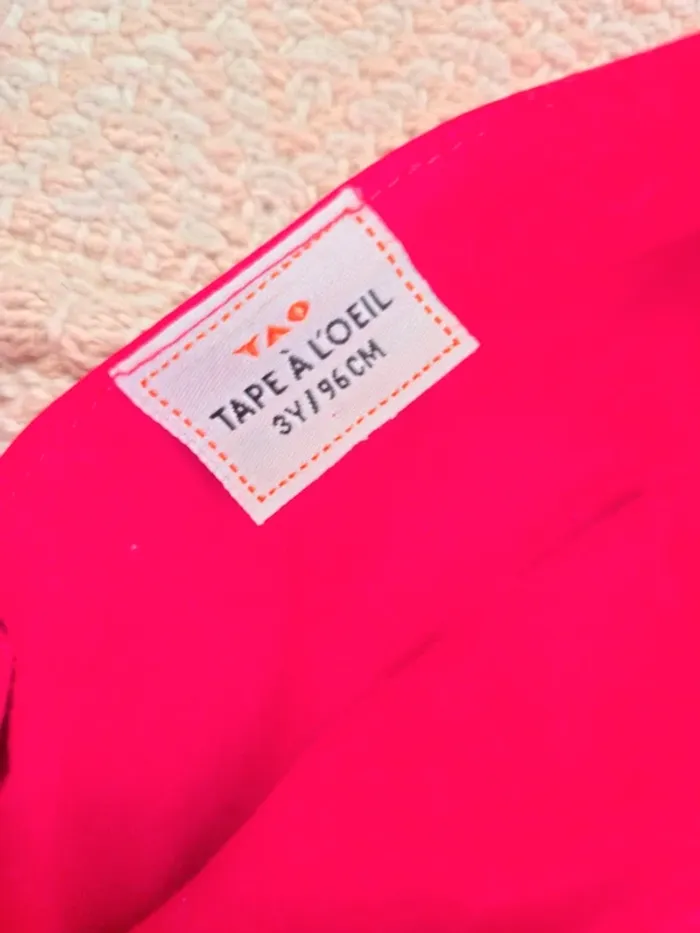 TAO
TAPE À L'OEIL
3Y/96CM